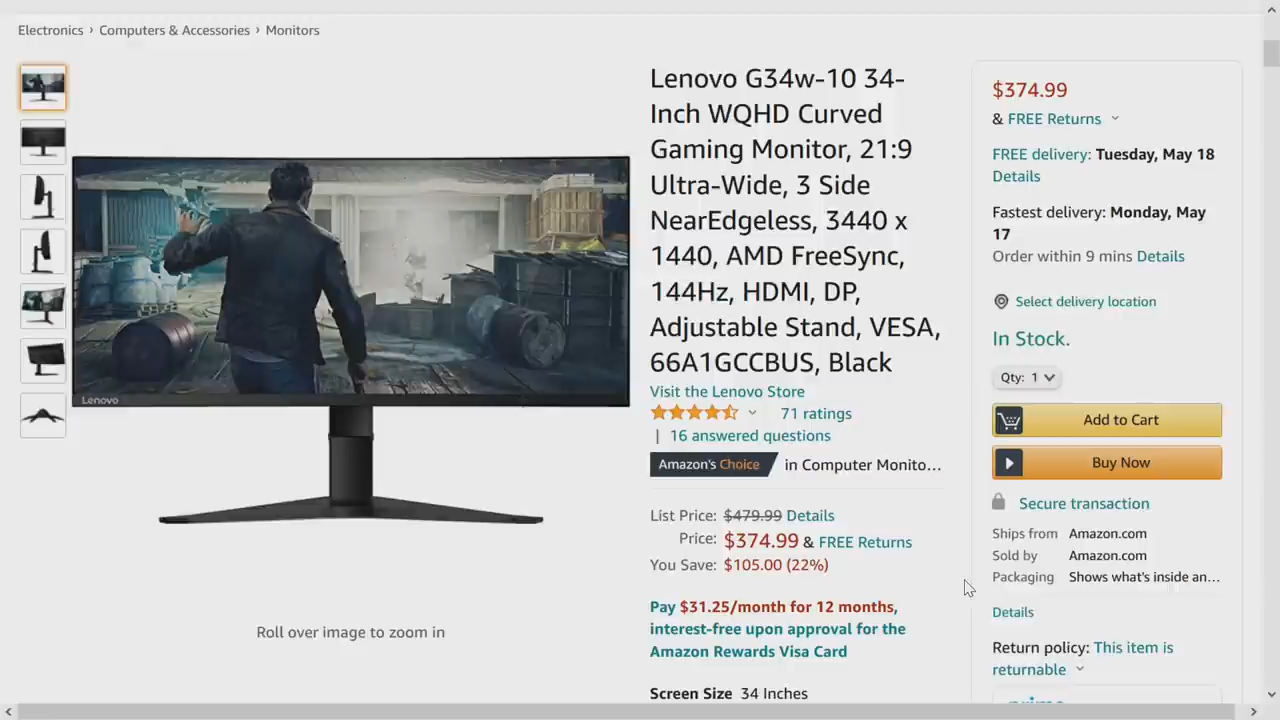 Electronics › Computers & Accessories › Monitors
Lenovo
Roll over image to zoom in
Lenovo G34w-10 34-
Inch WQHD Curved
Gaming Monitor, 21:9
Ultra-Wide, 3 Side
NearEdgeless, 3440 x
1440, AMD FreeSync,
144Hz, HDMI, DP,
Adjustable Stand, VESA,
66A1GCCBUS, Black
Visit the Lenovo Store
71 ratings
| 16 answered questions
Amazon's Choice in Computer Monito…
List Price: $479.99 Details
Price: $374.99 & FREE Returns
You Save: $105.00 (22%)
Pay $31.25/month for 12 months,
interest-free upon approval for the
Amazon Rewards Visa Card
Screen Size 34 Inches
$374.99
& FREE Returns
FREE delivery: Tuesday, May 18
Details
Fastest delivery: Monday, May
17
Order within 9 mins Details
Select delivery location
In Stock.
Qty: 1
Add to Cart
Buy Now
Secure transaction
Ships from Amazon.com
Sold by Amazon.com
Packaging Shows what's inside an…
Details
Return policy: This item is
returnable